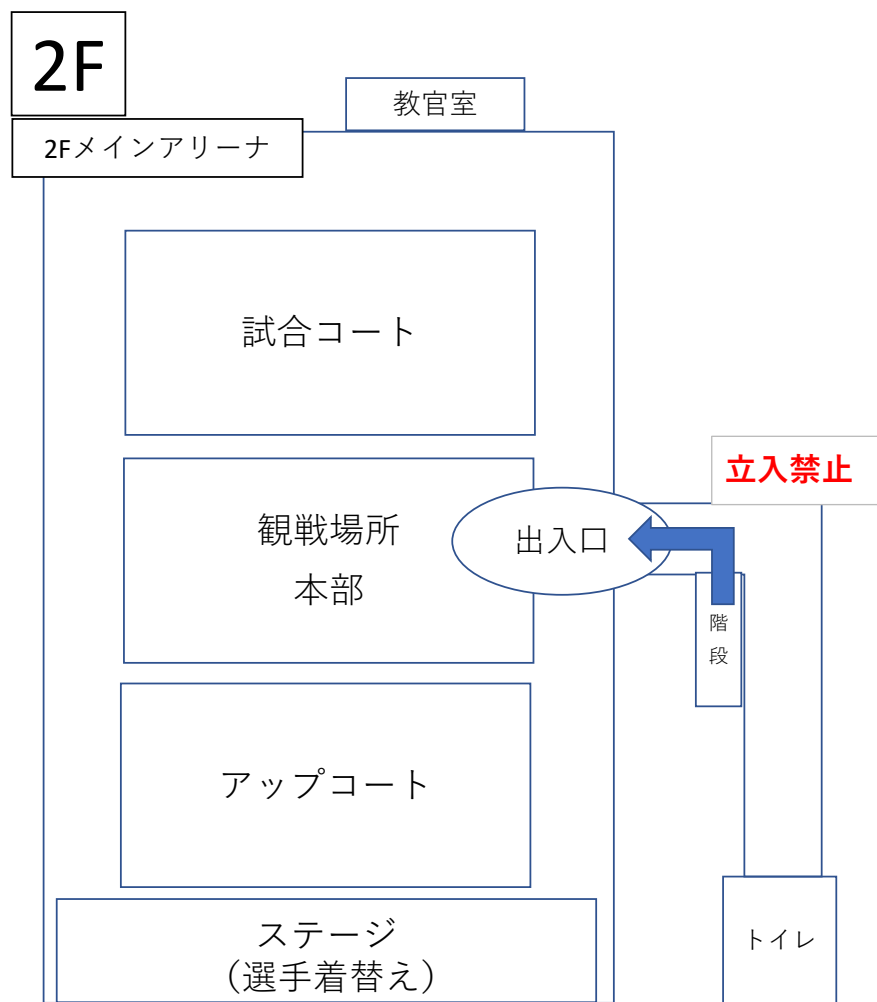 2F
教官室
2Fメインアリーナ
試合コート
立入禁止
観戦場所
本部
出入口
階
段
アップコート
ステージ
（選手着替え）
トイレ